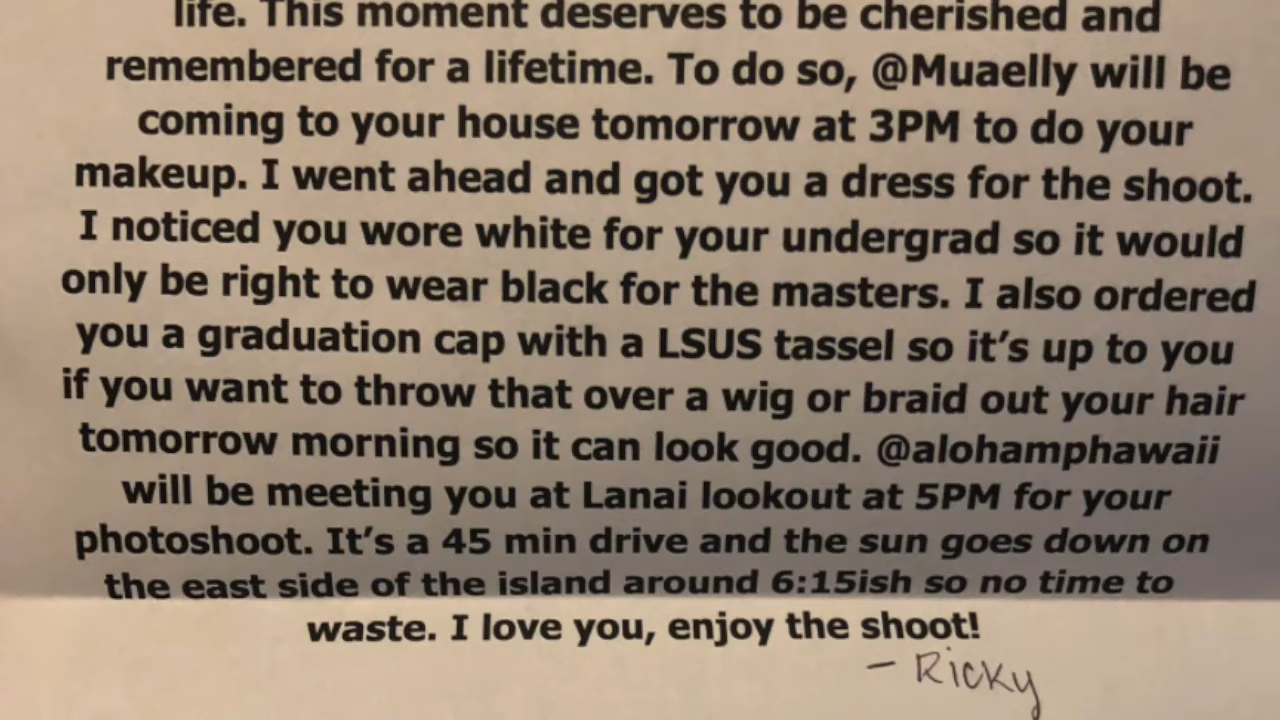 life. This moment deserves to be cherished and
remembered for a lifetime. To do so, @Muaelly will be
coming to your house tomorrow at 3PM to do your
makeup. I went ahead and got you a dress for the shoot.
I noticed you wore white for your undergrad so it would
only be right to wear black for the masters. I also ordered
you a graduation cap with a LSUS tassel so it's up to you
if you want to throw that over a wig or braid out your hair
tomorrow morning so it can look good. @alohamphawaii
will be meeting you at Lanai lookout at 5PM for your
photoshoot. It's a 45 min drive and the sun goes down on
the east side of the island around 6:15ish so no time to
waste. I love you, enjoy the shoot!
- Ricky